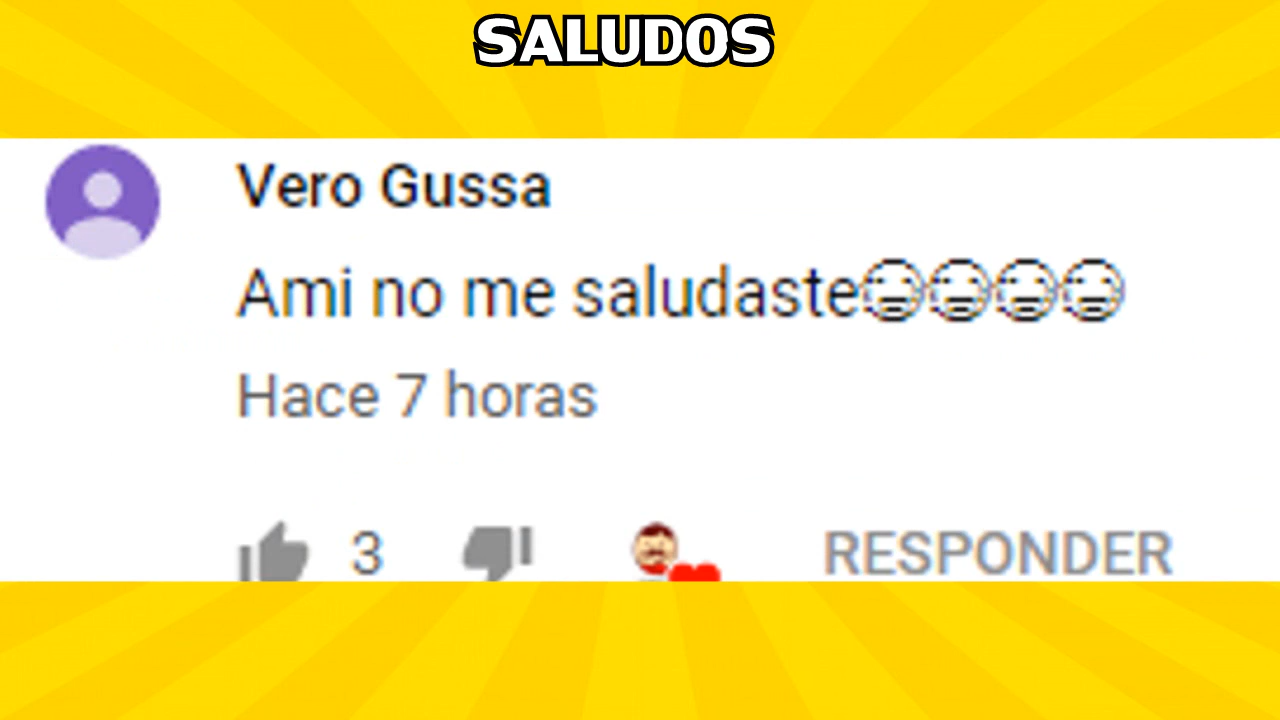 SALUDOS
Vero Gussa
Ami no me saludaste😂😂😂😂
Hace 7 horas
3
RESPONDER